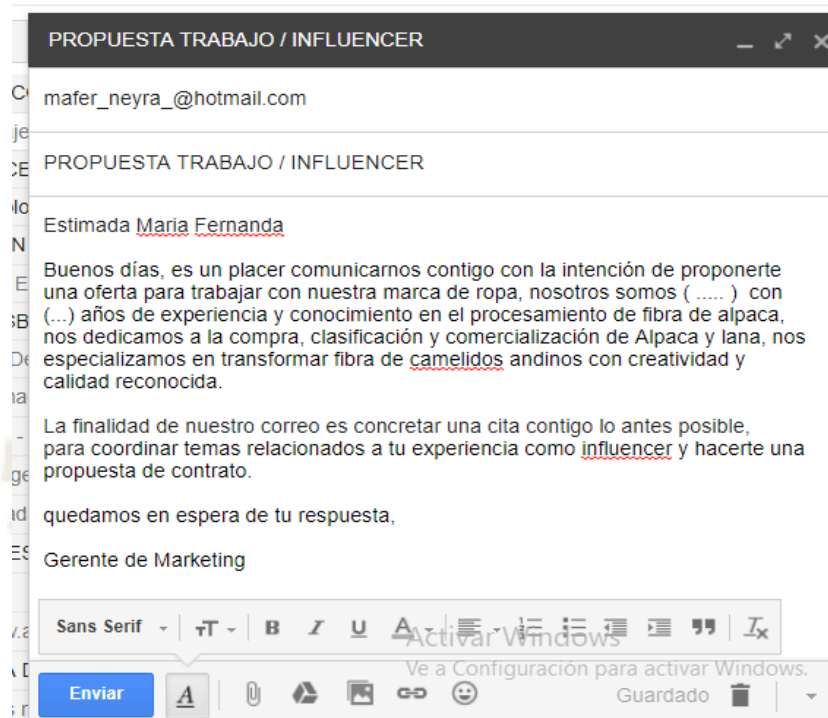 PROPUESTA TRABAJO / INFLUENCER
mafer_neyra_@hotmail.com
PROPUESTA TRABAJO / INFLUENCER
Estimada Maria Fernanda
Buenos días, es un placer comunicarnos contigo con la intención de proponerte
una oferta para trabajar con nuestra marca de ropa, nosotros somos ( ..... )  con
(...) años de experiencia y conocimiento en el procesamiento de fibra de alpaca,
nos dedicamos a la compra, clasificación y comercialización de Alpaca y lana, nos
especializamos en transformar fibra de camelidos andinos con creatividad y
calidad reconocida.
La finalidad de nuestro correo es concretar una cita contigo lo antes posible,
para coordinar temas relacionados a tu experiencia como influencer y hacerte una
propuesta de contrato.
quedamos en espera de tu respuesta,
Gerente de Marketing
Sans Serif
Activar Windows
Ve a Configuración para activar Windows.
Enviar
Guardado